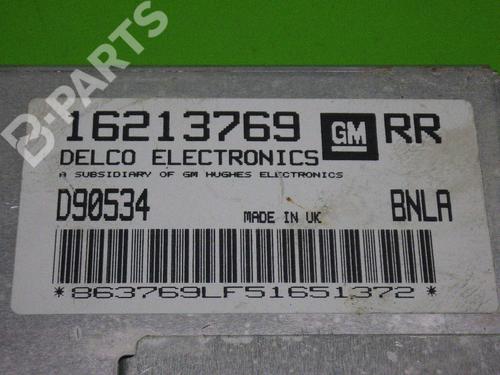 B-PARTS
16213769 GM RR
DELCO ELECTRONICS
A SUBSIDIARY OF GM HUGHES ELECTRONICS
D90534 MADE IN UK BNLA
*863769LF51651372*